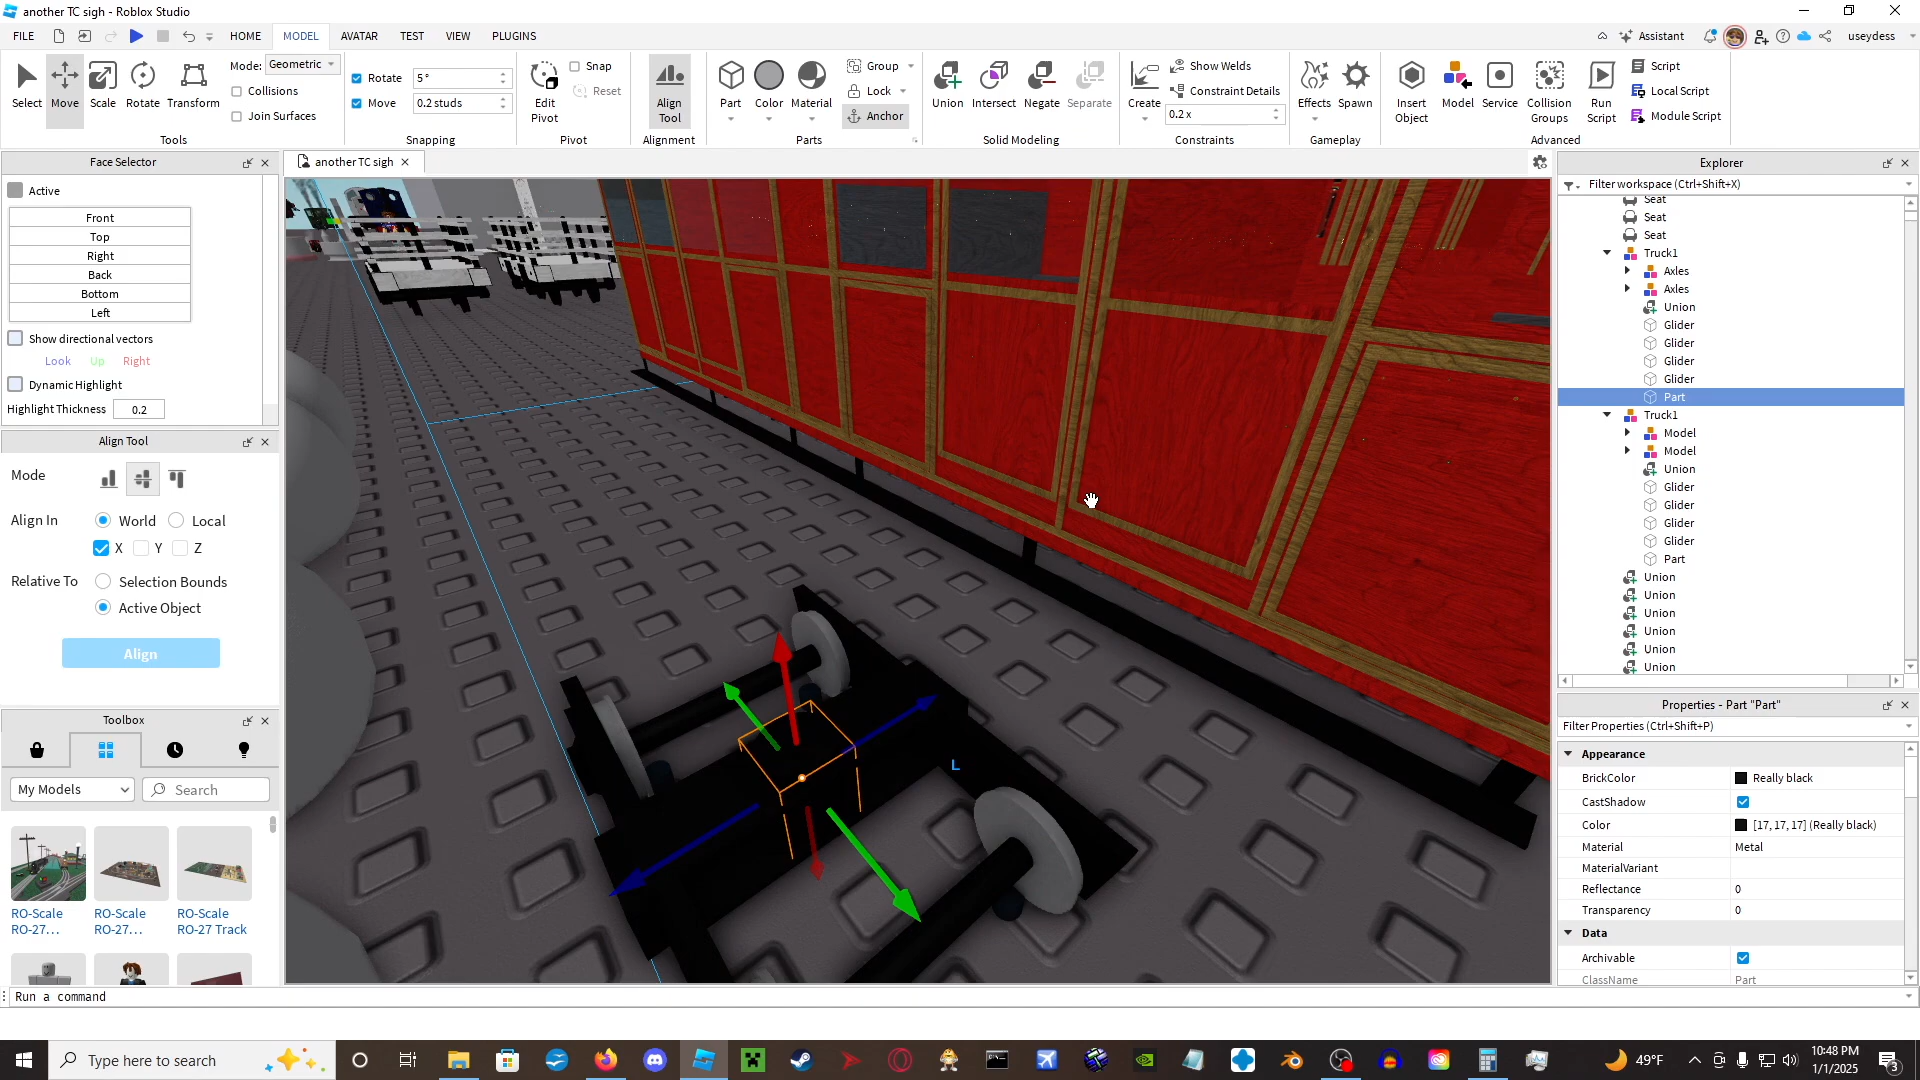 another TC sigh - Roblox Studio
FILE HOME MODEL AVATAR TEST VIEW PLUGINS Assistant useydess
Select Move Scale Rotate Transform
Mode: Geometric
Collisions
Join Surfaces
Tools
Rotate 5°
Move 0.2 studs
Snapping
Edit Pivot
Snap
Reset
Pivot
Align Tool
Alignment
Part Color Material
Group
Lock
Anchor
Parts
Union Intersect Negate Separate
Solid Modeling
Create
Show Welds
Constraint Details
0.2 x
Constraints
Effects Spawn
Gameplay
Insert Object
Model Service
Collision Groups
Run Script
Script
Local Script
Module Script
Advanced
Face Selector
Active
Front
Top
Right
Back
Bottom
Left
Show directional vectors
Look Up Right
Dynamic Highlight
Highlight Thickness 0.2
Align Tool
Mode
Align In World Local
X Y Z
Relative To Selection Bounds
Active Object
Align
Toolbox
My Models Search
RO-Scale RO-27...
RO-Scale RO-27...
RO-Scale RO-27 Track
another TC sigh
L
Explorer
Filter workspace (Ctrl+Shift+X)
Seat
Seat
Seat
Truck1
Axles
Axles
Union
Glider
Glider
Glider
Glider
Part
Truck1
Model
Model
Union
Glider
Glider
Glider
Glider
Part
Union
Union
Union
Union
Union
Union
Properties - Part "Part"
Filter Properties (Ctrl+Shift+P)
Appearance
BrickColor Really black
CastShadow
Color [17, 17, 17] (Really black)
Material Metal
MaterialVariant
Reflectance 0
Transparency 0
Data
Archivable
ClassName Part
Run a command
Type here to search
49°F
10:48 PM
1/1/2025
3